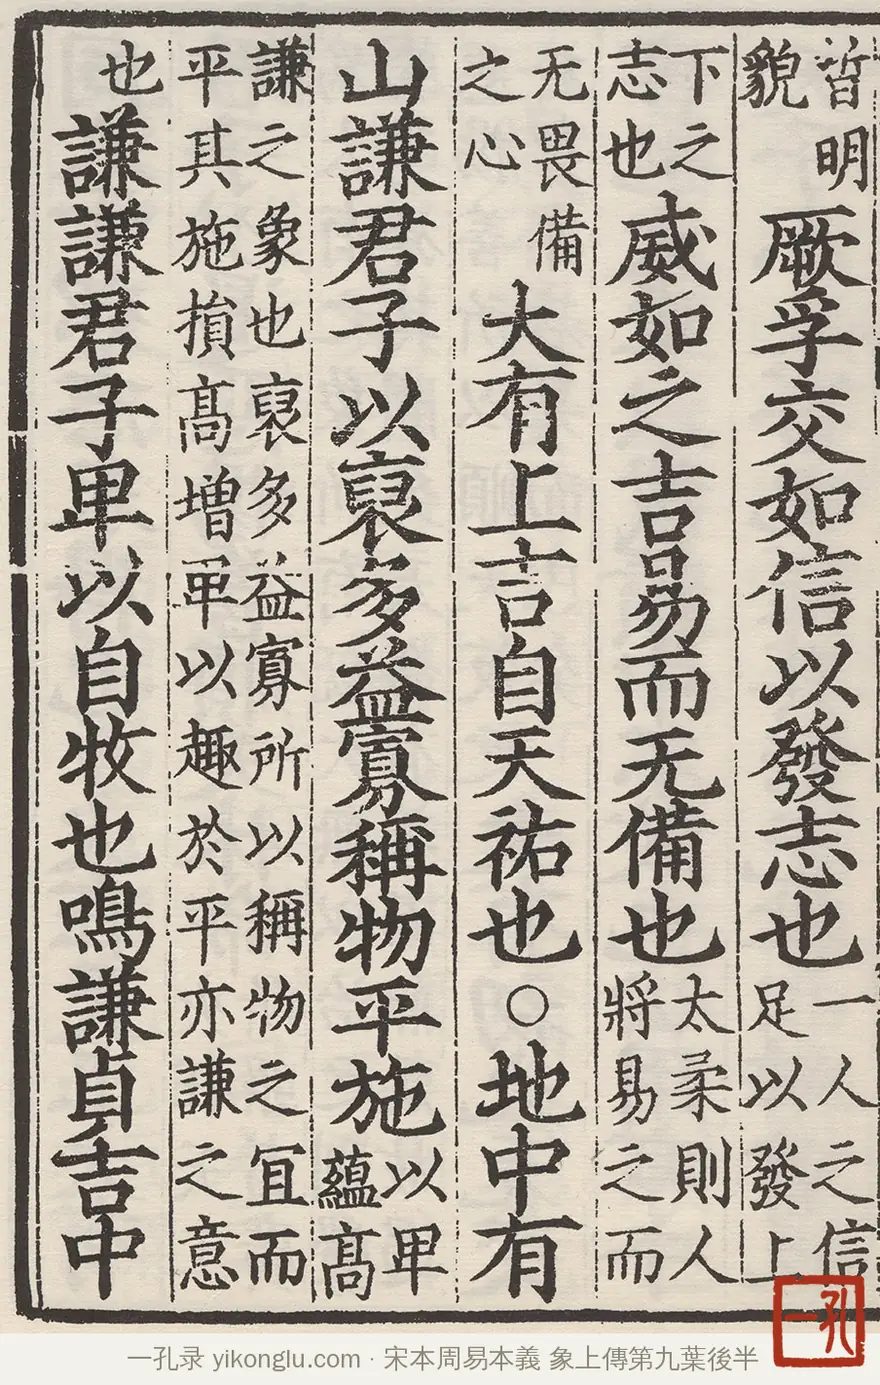 晢明貌厥孚交如信以發志也一人之信足以發上
下之志也威如之吉易而无備也太柔則人將易之而
无畏備之心大有上吉自天祐也○地中有
山謙君子以裒多益寡稱物平施以卑蘊髙
謙之象也裒多益寡所以稱物之冝而平其施損髙增卑以趣於平亦謙之意
也謙謙君子卑以自牧也鳴謙貞吉中
一孔
一孔录 yikonglu.com · 宋本周易本義 象上傳第九葉後半